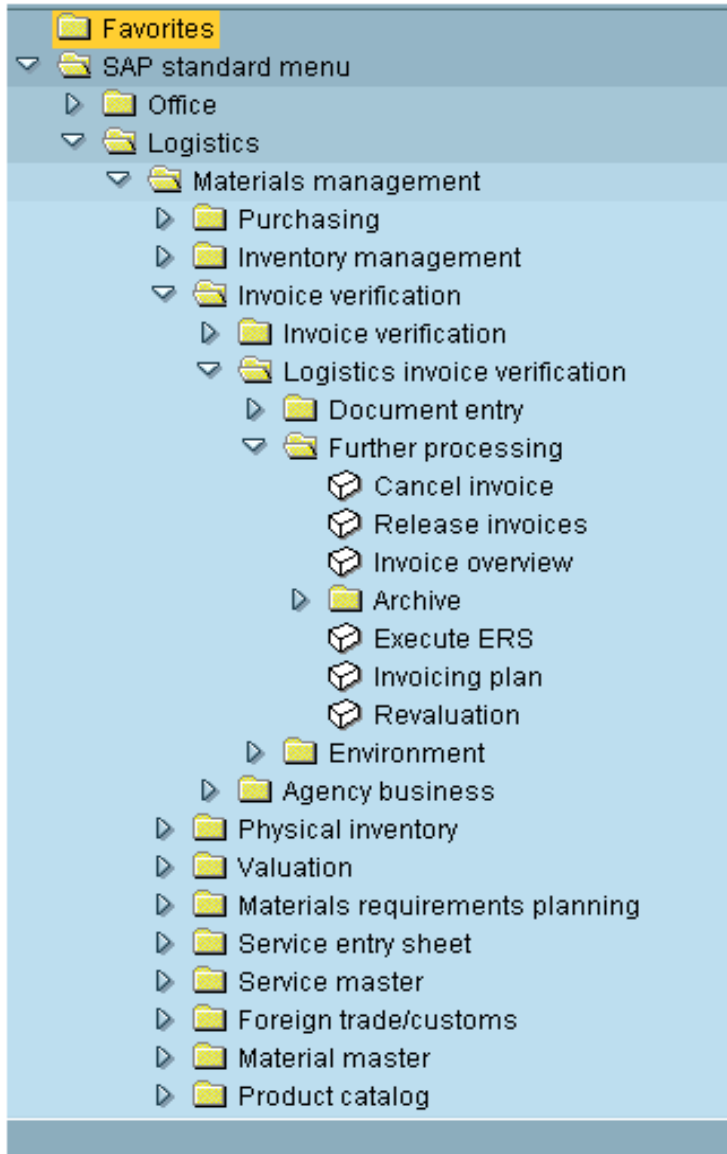 Favorites
SAP standard menu
Office
Logistics
Materials management
Purchasing
Inventory management
Invoice verification
Invoice verification
Logistics invoice verification
Document entry
Further processing
Cancel invoice
Release invoices
Invoice overview
Archive
Execute ERS
Invoicing plan
Revaluation
Environment
Agency business
Physical inventory
Valuation
Materials requirements planning
Service entry sheet
Service master
Foreign trade/customs
Material master
Product catalog